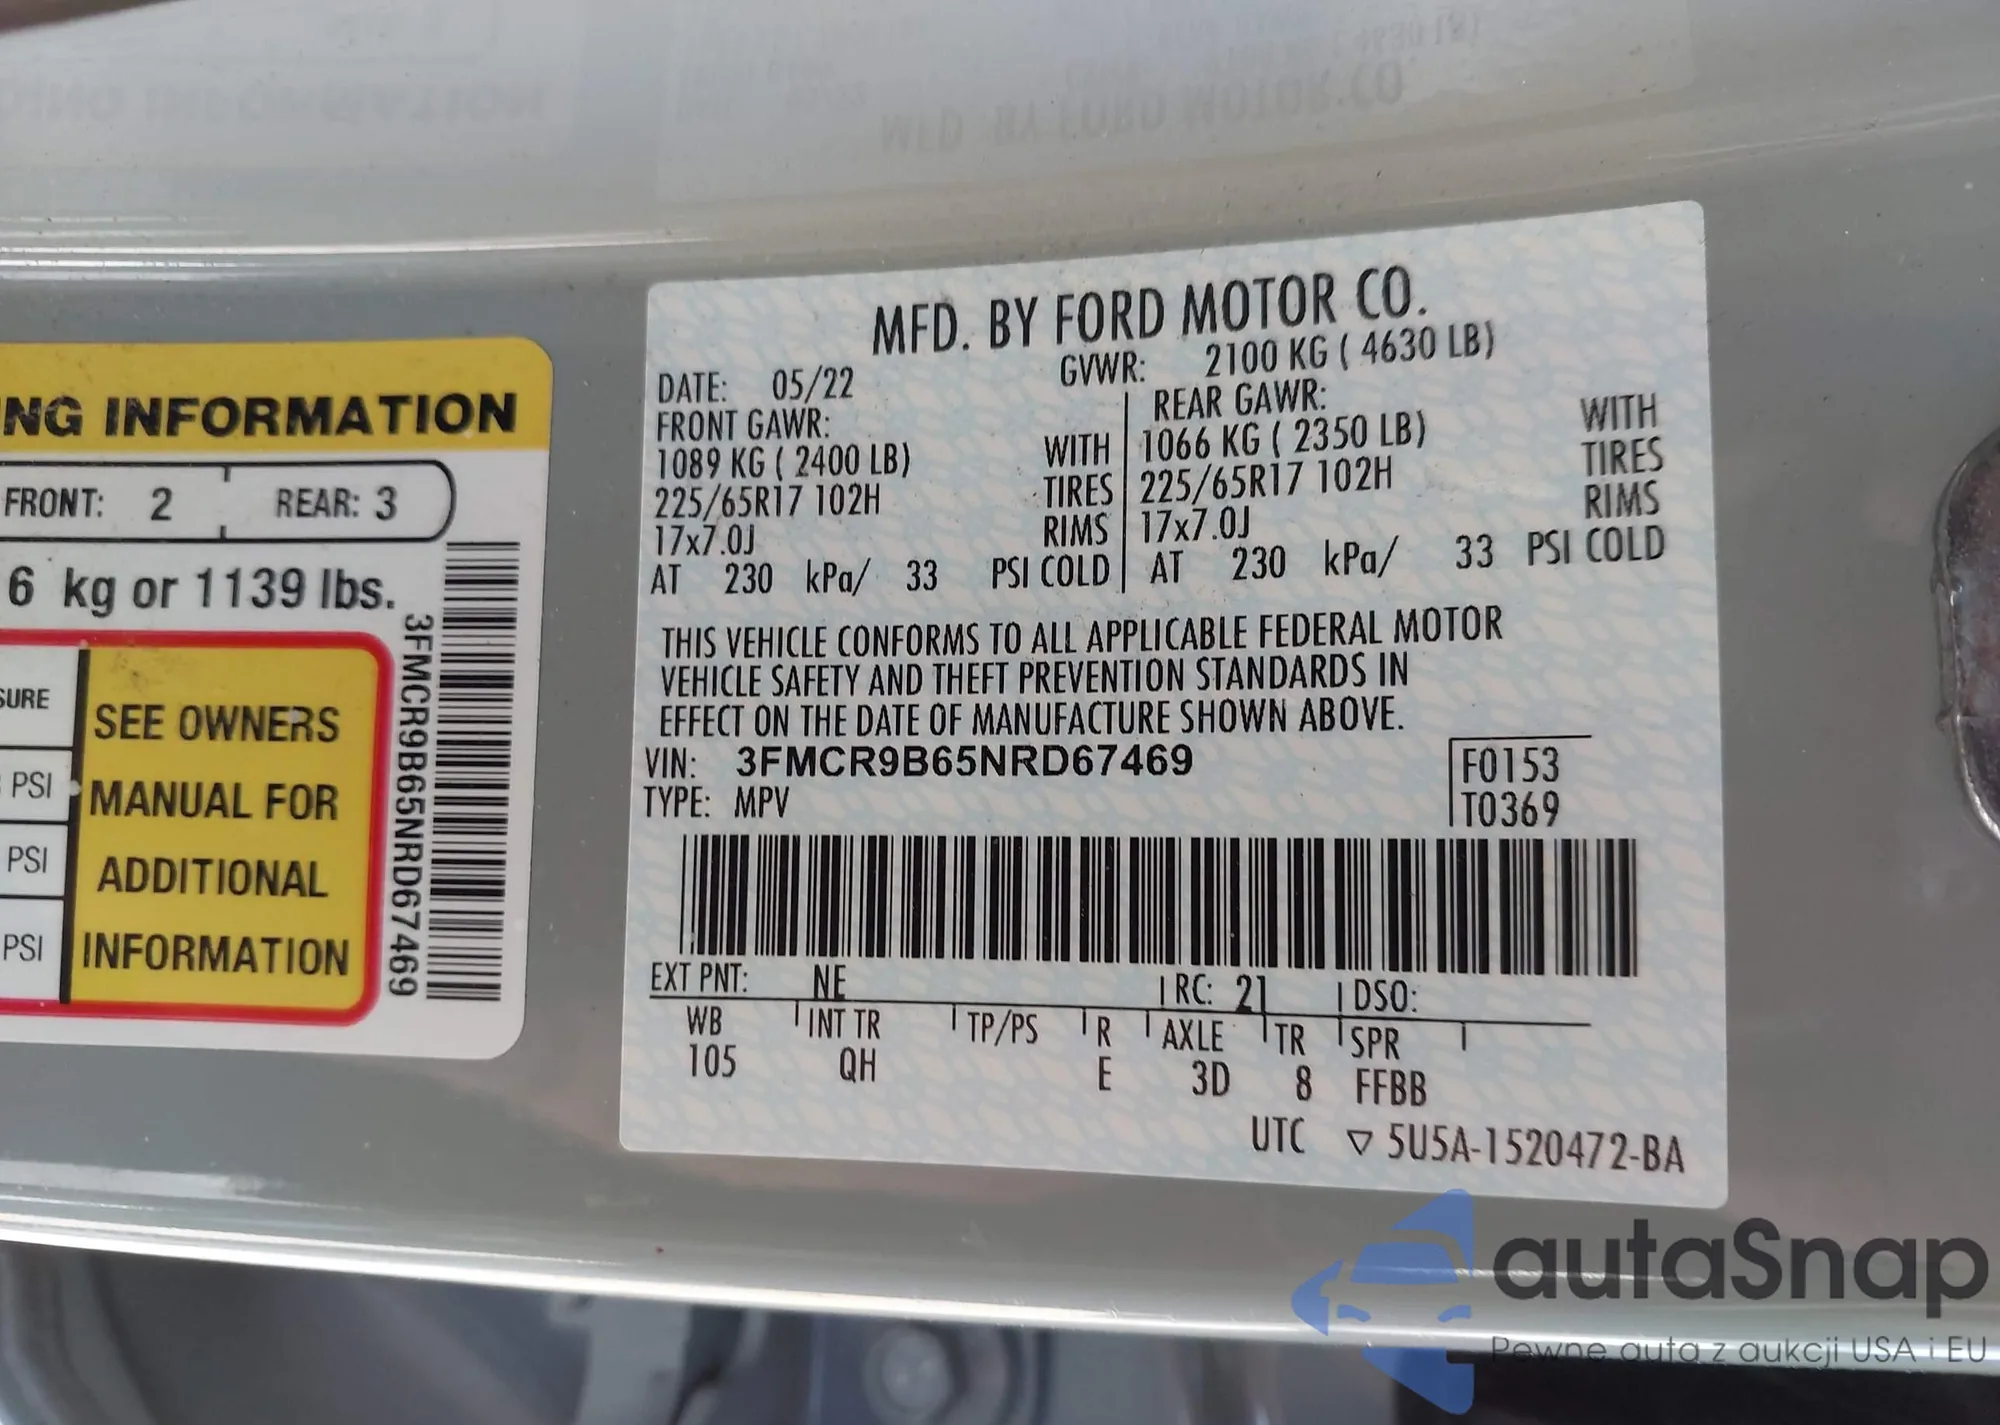 NG INFORMATION
FRONT: 2 REAR: 3
6 kg or 1139 lbs.
SURE
PSI
PSI
PSI
SEE OWNERS
MANUAL FOR
ADDITIONAL
INFORMATION
3FMCR9B65NRD67469
MFD. BY FORD MOTOR CO.
DATE: 05/22 GVWR: 2100 KG ( 4630 LB)
FRONT GAWR: REAR GAWR:
1089 KG ( 2400 LB) WITH 1066 KG ( 2350 LB) WITH
225/65R17 102H TIRES 225/65R17 102H TIRES
17x7.0J RIMS 17x7.0J RIMS
AT 230 kPa/ 33 PSI COLD AT 230 kPa/ 33 PSI COLD
THIS VEHICLE CONFORMS TO ALL APPLICABLE FEDERAL MOTOR
VEHICLE SAFETY AND THEFT PREVENTION STANDARDS IN
EFFECT ON THE DATE OF MANUFACTURE SHOWN ABOVE.
VIN: 3FMCR9B65NRD67469 F0153
TYPE: MPV T0369
EXT PNT: NE RC: 21 DSO:
WB INT TR TP/PS R AXLE TR SPR
105 QH E 3D 8 FFBB
UTC ▽ 5U5A-1520472-BA
autaSnap
Pewne auta z aukcji USA i EU